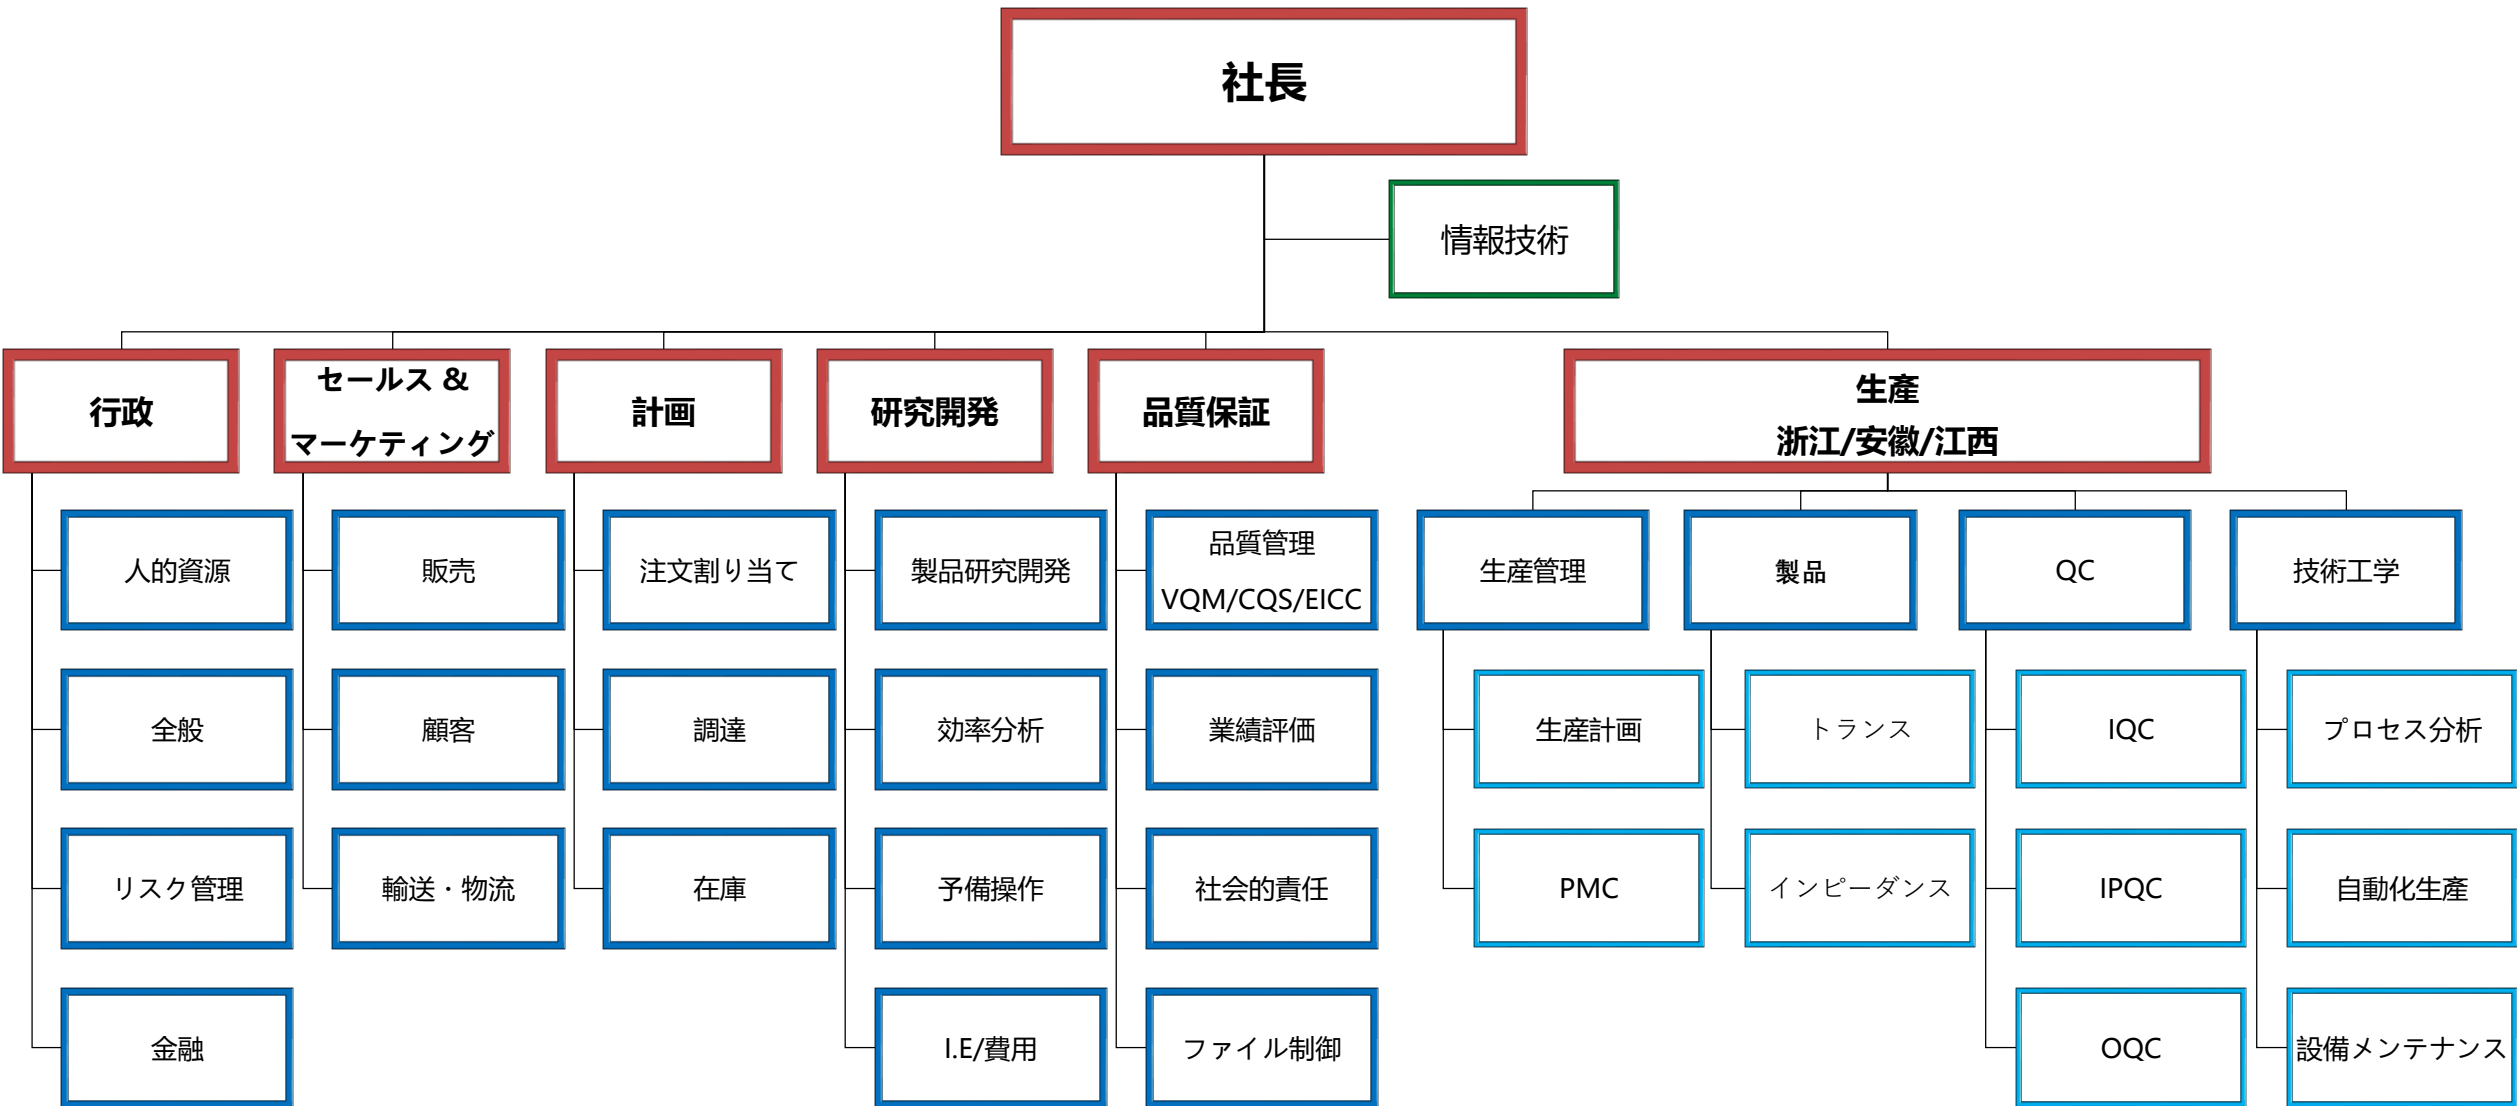 社長
情報技術
行政
セールス &
マーケティング
計画
研究開発
品質保証
生產
浙江/安徽/江西
人的資源
販売
注文割り当て
製品研究開発
品質管理
VQM/CQS/EICC
生産管理
製品
QC
技術工学
全般
顧客
調達
効率分析
業績評価
生産計画
トランス
IQC
プロセス分析
リスク管理
輸送・物流
在庫
予備操作
社会的責任
PMC
インピーダンス
IPQC
自動化生產
金融
I.E/費用
ファイル制御
OQC
設備メンテナンス